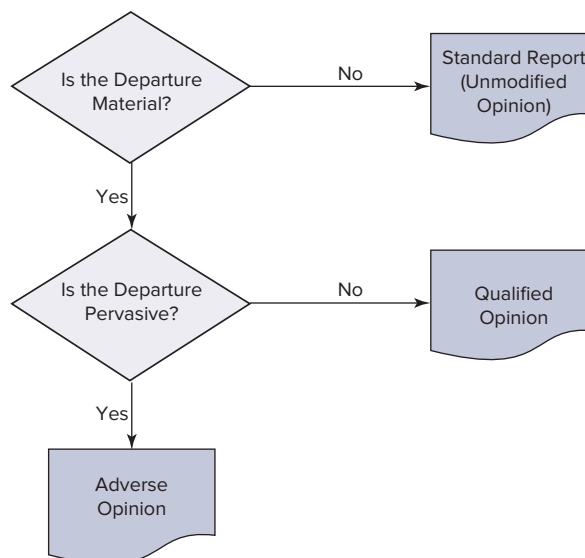 Is the Departure
Material?
No
Standard Report
(Unmodified
Opinion)
Yes
Is the Departure
Pervasive?
No
Qualified
Opinion
Yes
Adverse
Opinion